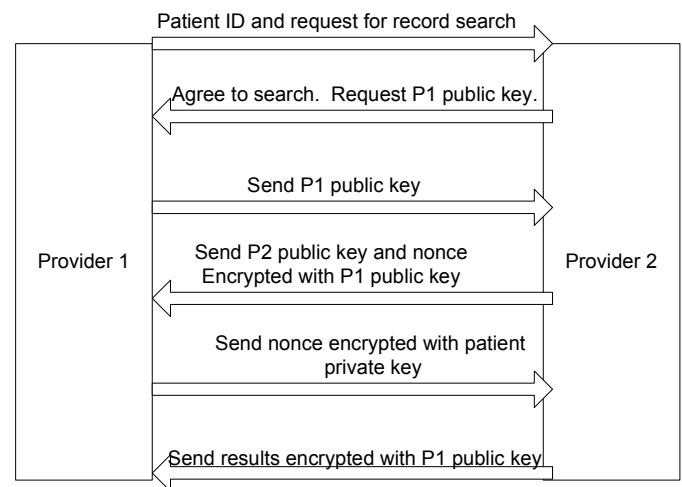 Patient ID and request for record search
Agree to search.  Request P1 public key.
Send P1 public key
Provider 1
Send P2 public key and nonce
Encrypted with P1 public key
Provider 2
Send nonce encrypted with patient
private key
Send results encrypted with P1 public key